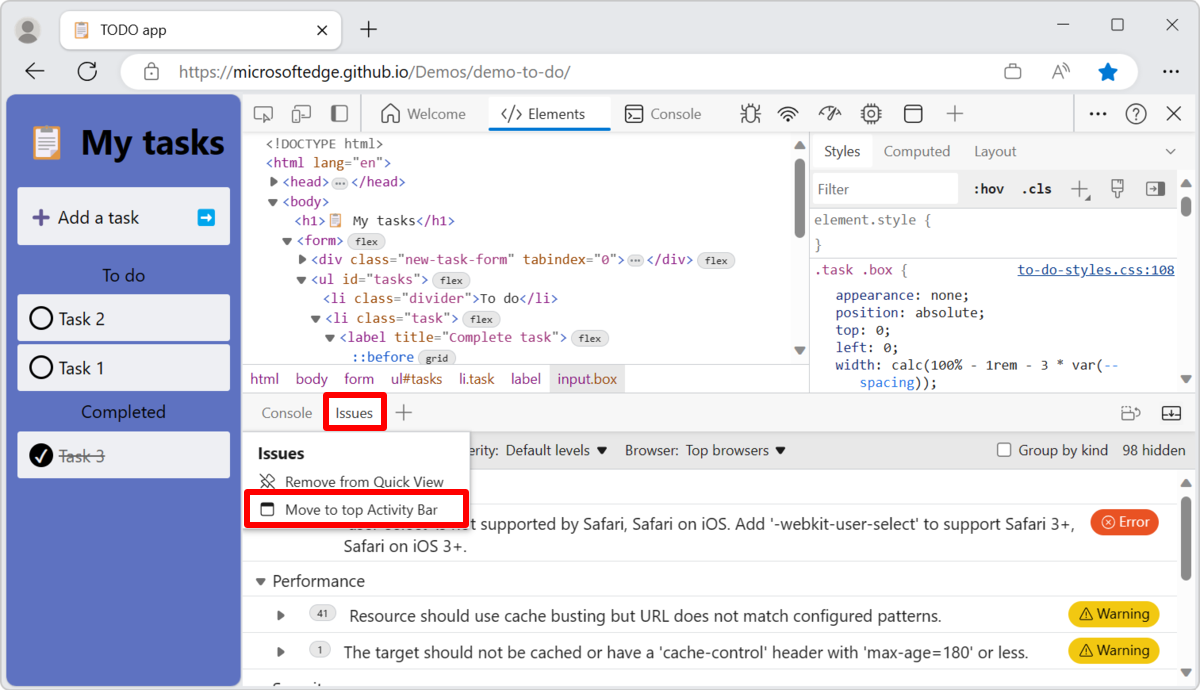 TODO app
https://microsoftedge.github.io/Demos/demo-to-do/
My tasks
Add a task
To do
Task 2
Task 1
Completed
Task 3
Welcome
</> Elements
Console
<!DOCTYPE html>
<html lang="en">
<head> … </head>
<body>
<h1>📋 My tasks</h1>
<form> flex
<div class="new-task-form" tabindex="0"> … </div> flex
<ul id="tasks"> flex
<li class="divider">To do</li>
<li class="task"> flex
<label title="Complete task"> flex
::before grid
html body form ul#tasks li.task label input.box
Styles Computed Layout
Filter :hov .cls
element.style {
}
.task .box { to-do-styles.css:108
appearance: none;
position: absolute;
top: 0;
left: 0;
width: calc(100% - 1rem - 3 * var(--
spacing));
Console Issues
Issues
Remove from Quick View
Move to top Activity Bar
erity: Default levels Browser: Top browsers Group by kind 98 hidden
not supported by Safari, Safari on iOS. Add '-webkit-user-select' to support Safari 3+,
Safari on iOS 3+.
Error
Performance
41 Resource should use cache busting but URL does not match configured patterns. Warning
1 The target should not be cached or have a 'cache-control' header with 'max-age=180' or less. Warning